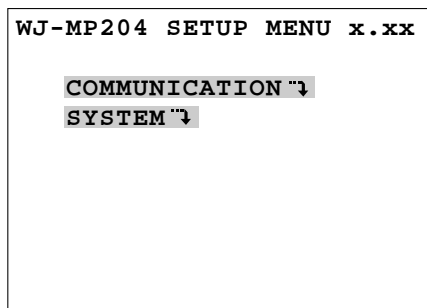 WJ-MP204 SETUP MENU x.xx
COMMUNICATION
SYSTEM